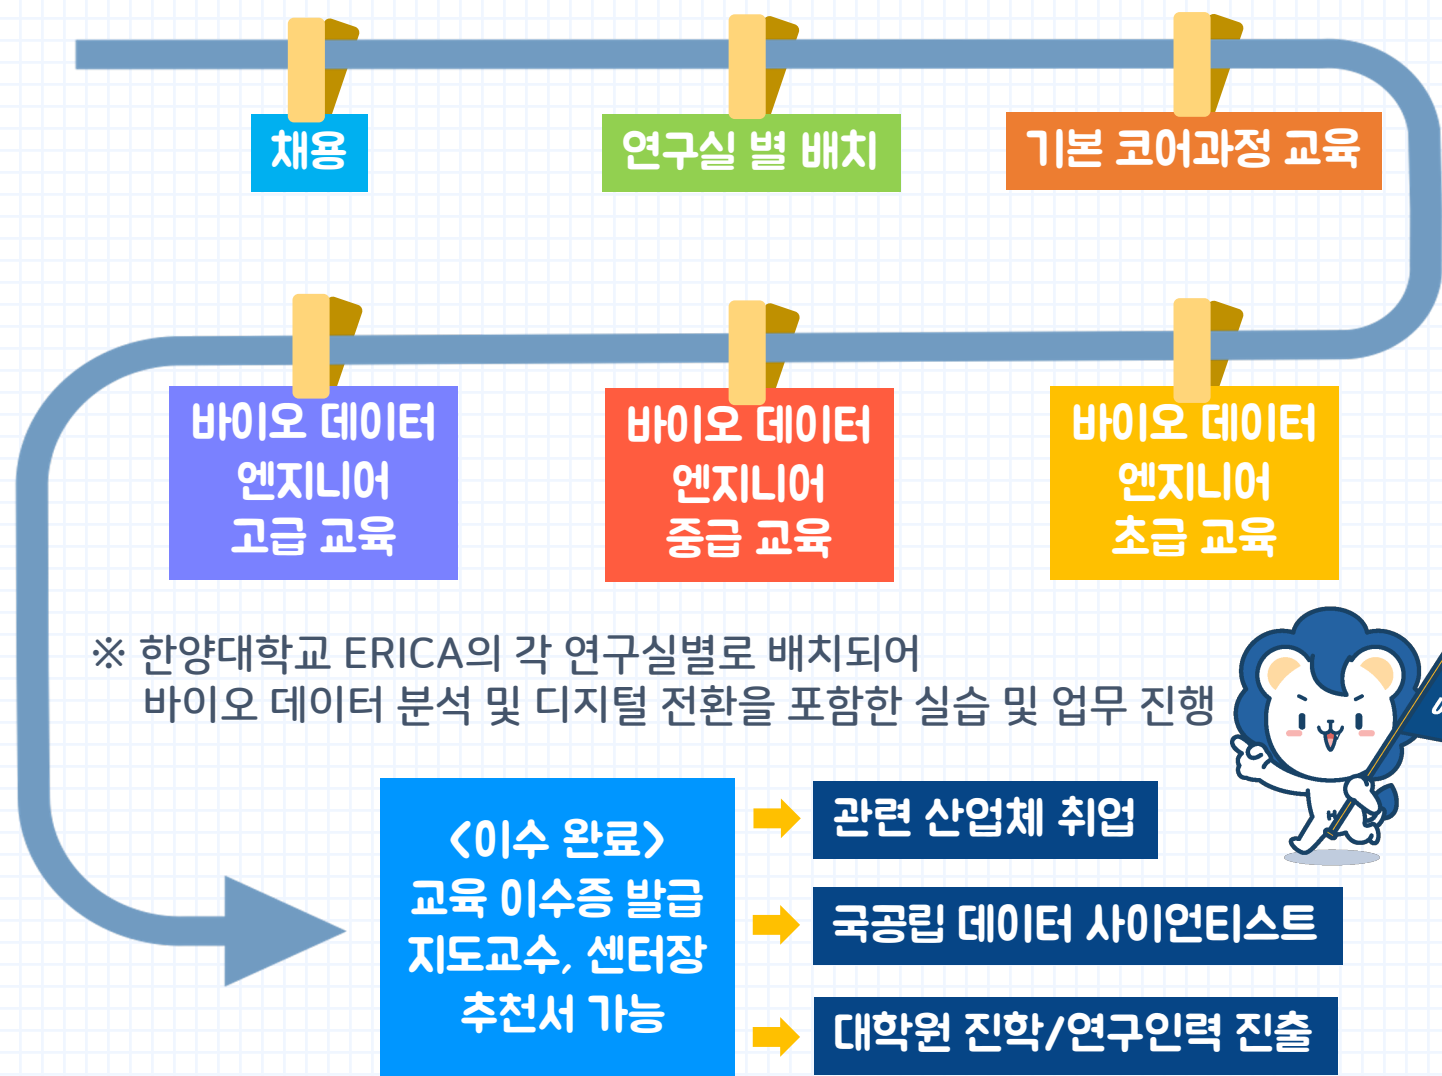 채용
연구실 별 배치
기본 코어과정 교육
바이오 데이터
엔지니어
초급 교육
바이오 데이터
엔지니어
중급 교육
바이오 데이터
엔지니어
고급 교육
※ 한양대학교 ERICA의 각 연구실별로 배치되어
바이오 데이터 분석 및 디지털 전환을 포함한 실습 및 업무 진행
<이수 완료>
교육 이수증 발급
지도교수, 센터장
추천서 가능
관련 산업체 취업
국공립 데이터 사이언티스트
대학원 진학/연구인력 진출